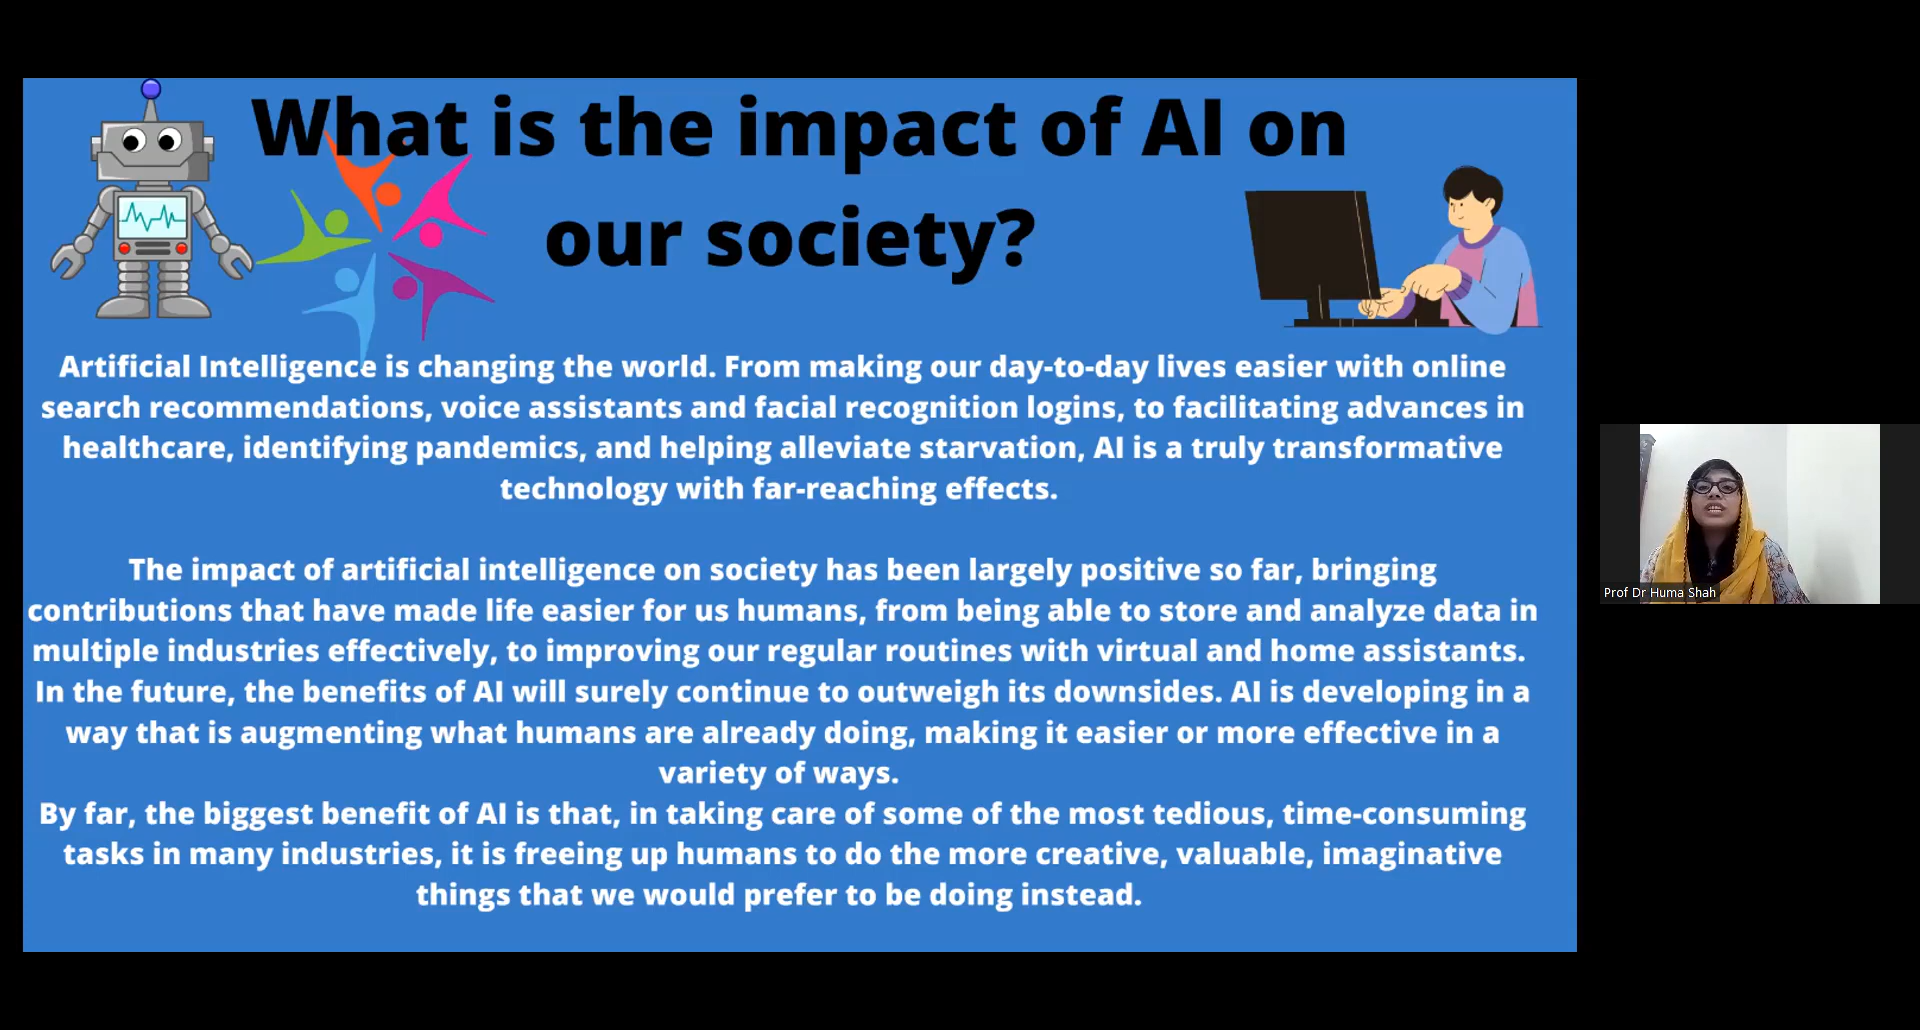 What is the impact of AI on
our society?
Artificial Intelligence is changing the world. From making our day-to-day lives easier with online
search recommendations, voice assistants and facial recognition logins, to facilitating advances in
healthcare, identifying pandemics, and helping alleviate starvation, AI is a truly transformative
technology with far-reaching effects.
The impact of artificial intelligence on society has been largely positive so far, bringing
contributions that have made life easier for us humans, from being able to store and analyze data in
multiple industries effectively, to improving our regular routines with virtual and home assistants.
In the future, the benefits of AI will surely continue to outweigh its downsides. AI is developing in a
way that is augmenting what humans are already doing, making it easier or more effective in a
variety of ways.
By far, the biggest benefit of AI is that, in taking care of some of the most tedious, time-consuming
tasks in many industries, it is freeing up humans to do the more creative, valuable, imaginative
things that we would prefer to be doing instead.
Prof Dr Huma Shah